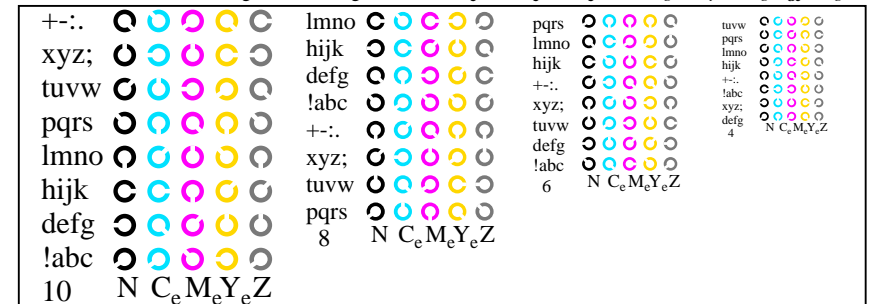 +-:.
xyz;
tuvw
pqrs
lmno
hijk
defg
!abc
10 N CeMeYeZ
lmno
hijk
defg
!abc
+-:.
xyz;
tuvw
pqrs
8 N CeMeYeZ
pqrs
lmno
hijk
+-:.
xyz;
tuvw
defg
!abc
6 N CeMeYeZ
tuvw
pqrs
lmno
hijk
+-:.
!abc
xyz;
defg
4 N CeMeYeZ